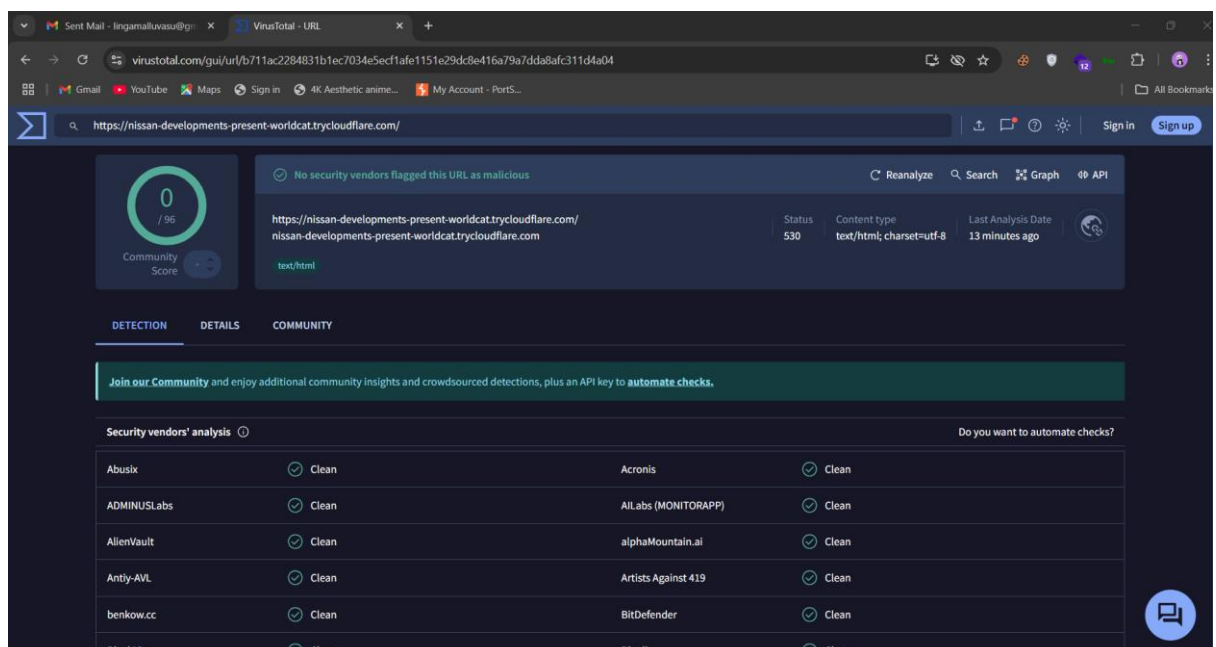 Sent Mail - lingamalluvasu@gm
VirusTotal - URL
virustotal.com/gui/url/b711ac2284831b1ec7034e5ecf1afe1151e29dc8e416a79a7dda8afc311d4a04
12
Gmail YouTube Maps Sign in 4K Aesthetic anime... My Account - PortS... All Bookmarks
https://nissan-developments-present-worldcat.trycloudflare.com/ Sign in Sign up
0
/ 96
Community
Score
No security vendors flagged this URL as malicious Reanalyze Search Graph API
https://nissan-developments-present-worldcat.trycloudflare.com/
nissan-developments-present-worldcat.trycloudflare.com
text/html
Status
530
Content type
text/html; charset=utf-8
Last Analysis Date
13 minutes ago
DETECTION DETAILS COMMUNITY
Join our Community and enjoy additional community insights and crowdsourced detections, plus an API key to automate checks.
Security vendors' analysis Do you want to automate checks?
Abusix Clean Acronis Clean
ADMINUSLabs Clean AILabs (MONITORAPP) Clean
AlienVault Clean alphaMountain.ai Clean
Antiy-AVL Clean Artists Against 419 Clean
benkow.cc Clean BitDefender Clean